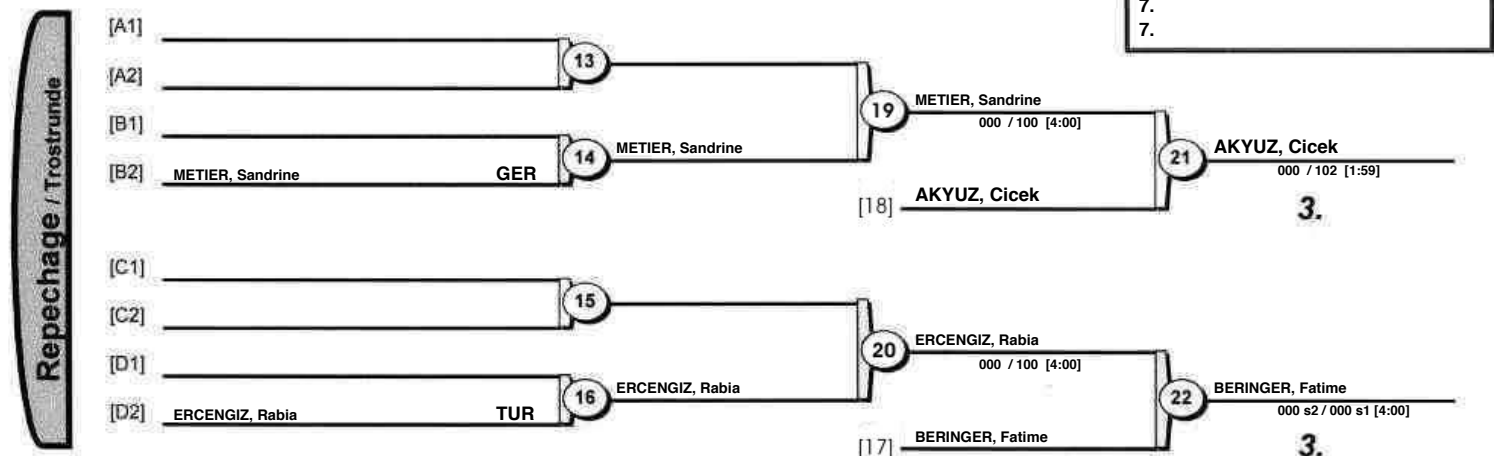 7.
7.
Repechage / Trostrunde
[A1]
13
[A2]
19
METIER, Sandrine
000 / 100 [4:00]
[B1]
14
METIER, Sandrine
21
AKYUZ, Cicek
000 / 102 [1:59]
[B2]
METIER, Sandrine
GER
[18]
AKYUZ, Cicek
3.
[C1]
15
[C2]
20
ERCENGIZ, Rabia
000 / 100 [4:00]
[D1]
16
ERCENGIZ, Rabia
22
BERINGER, Fatime
000 s2 / 000 s1 [4:00]
[D2]
ERCENGIZ, Rabia
TUR
[17]
BERINGER, Fatime
3.